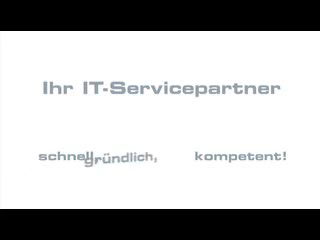 Ihr IT-Servicepartner
schnell, gründlich, kompetent!